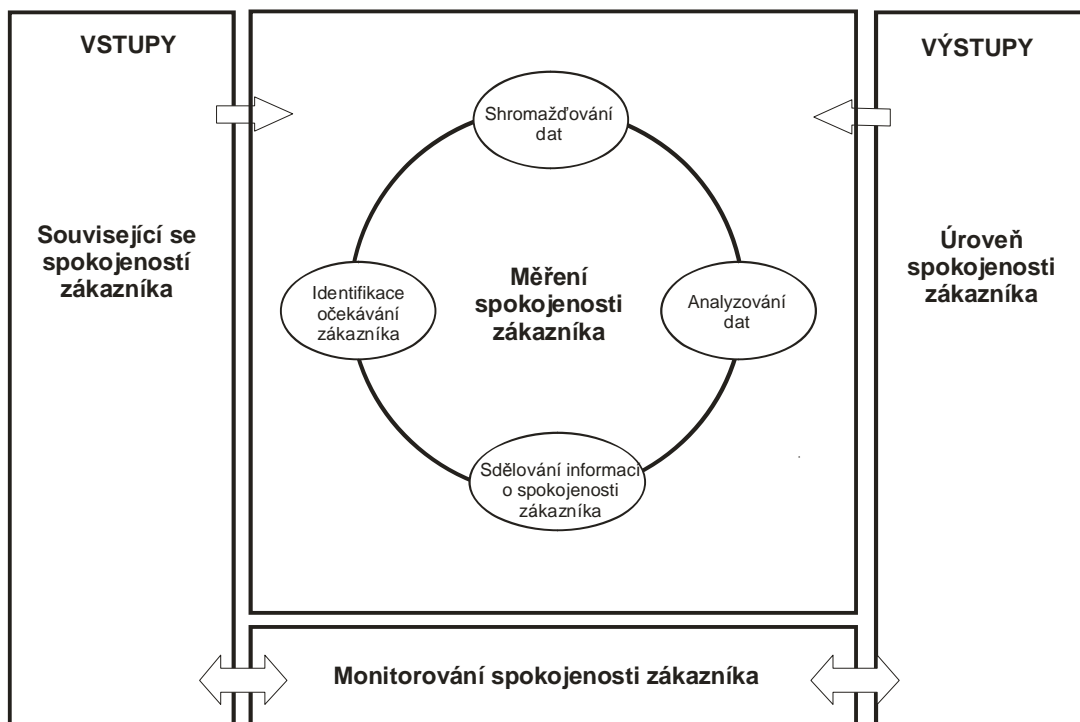 VSTUPY
Související se
spokojeností
zákazníka
Shromažďování
dat
Identifikace
očekávání
zákazníka
Měření
spokojenosti
zákazníka
Analyzování
dat
Sdělování informaci
o spokojenosti
zákazníka
VÝSTUPY
Úroveň
spokojenosti
zákazníka
Monitorování spokojenosti zákazníka